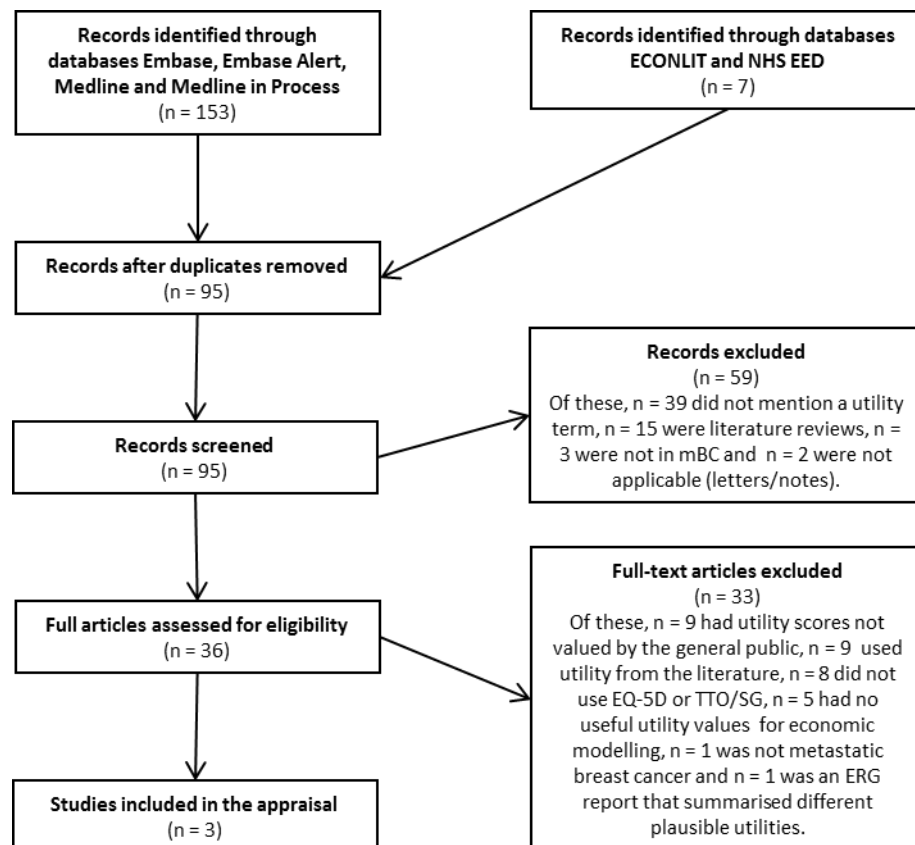 Records identified through
databases Embase, Embase Alert,
Medline and Medline in Process
(n = 153)
Records identified through databases
ECONLIT and NHS EED
(n = 7)
Records after duplicates removed
(n = 95)
Records screened
(n = 95)
Records excluded
(n = 59)
Of these, n = 39 did not mention a utility
term, n = 15 were literature reviews, n =
3 were not in mBC and n = 2 were not
applicable (letters/notes).
Full articles assessed for eligibility
(n = 36)
Full-text articles excluded
(n = 33)
Of these, n = 9 had utility scores not
valued by the general public, n = 9 used
utility from the literature, n = 8 did not
use EQ-5D or TTO/SG, n = 5 had no
useful utility values for economic
modelling, n = 1 was not metastatic
breast cancer and n = 1 was an ERG
report that summarised different
plausible utilities.
Studies included in the appraisal
(n = 3)